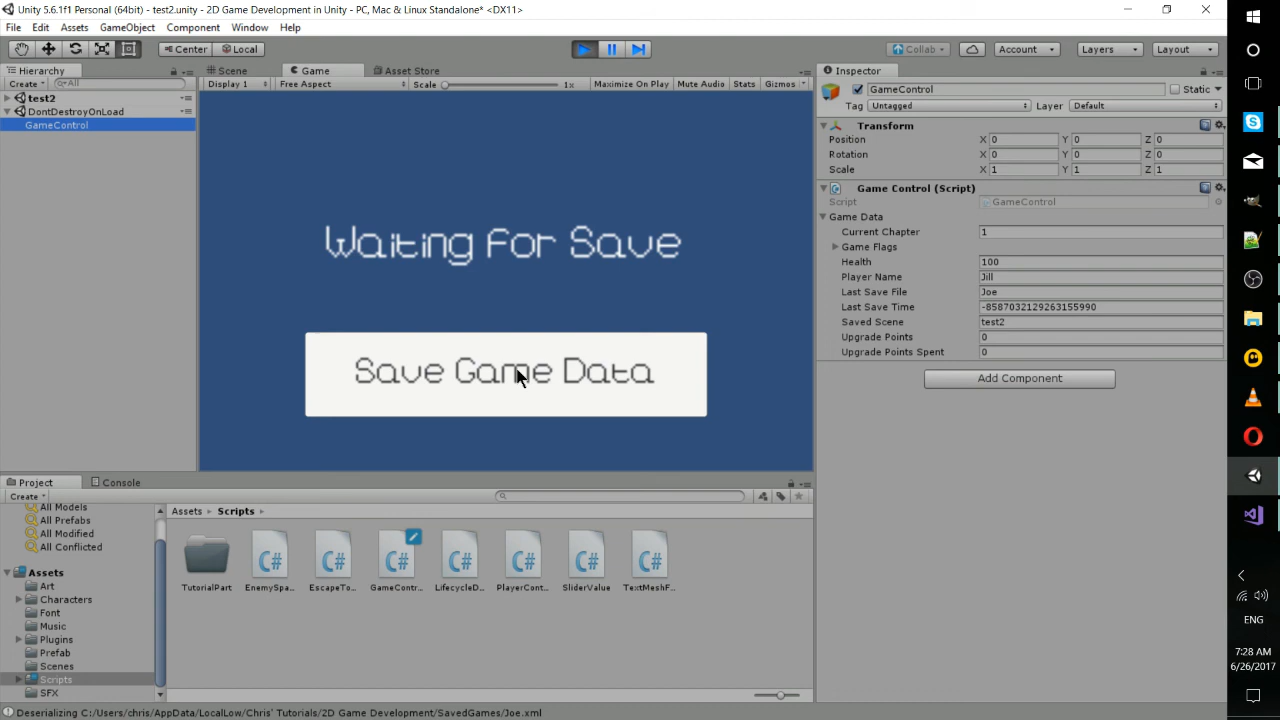 Unity 5.6.1f1 Personal (64bit) - test2.unity - 2D Game Development in Unity - PC, Mac & Linux Standalone* <DX11>
File Edit Assets GameObject Component Window Help
Center Local Collab Account Layers Layout
Hierarchy Scene Game Asset Store Inspector
Create All Display 1 Free Aspect Scale 1x Maximize On Play Mute Audio Stats Gizmos GameControl Static
test2 Tag Untagged Layer Default
DontDestroyOnLoad
GameControl Transform
Position X 0 Y 0 Z 0
Rotation X 0 Y 0 Z 0
Scale X 1 Y 1 Z 1
Game Control (Script)
Script GameControl
Game Data
Current Chapter 1
Waiting For Save Game Flags
Health 100
Player Name Jill
Last Save File Joe
Last Save Time -8587032129263155990
Saved Scene test2
Upgrade Points 0
Upgrade Points Spent 0
Save Game Data Add Component
Project Console
Create
All Models Assets Scripts
All Prefabs
All Modified
All Conflicted
Assets
Art TutorialPart EnemySpa... EscapeTo... GameContr... LifecycleD... PlayerCont... SliderValue TextMeshF...
Characters
Font
Music
Plugins
Prefab
Scenes
Scripts
SFX
ENG
7:28 AM
6/26/2017
Deserializing C:/Users/chris/AppData/LocalLow/Chris' Tutorials/2D Game Development/SavedGames/Joe.xml